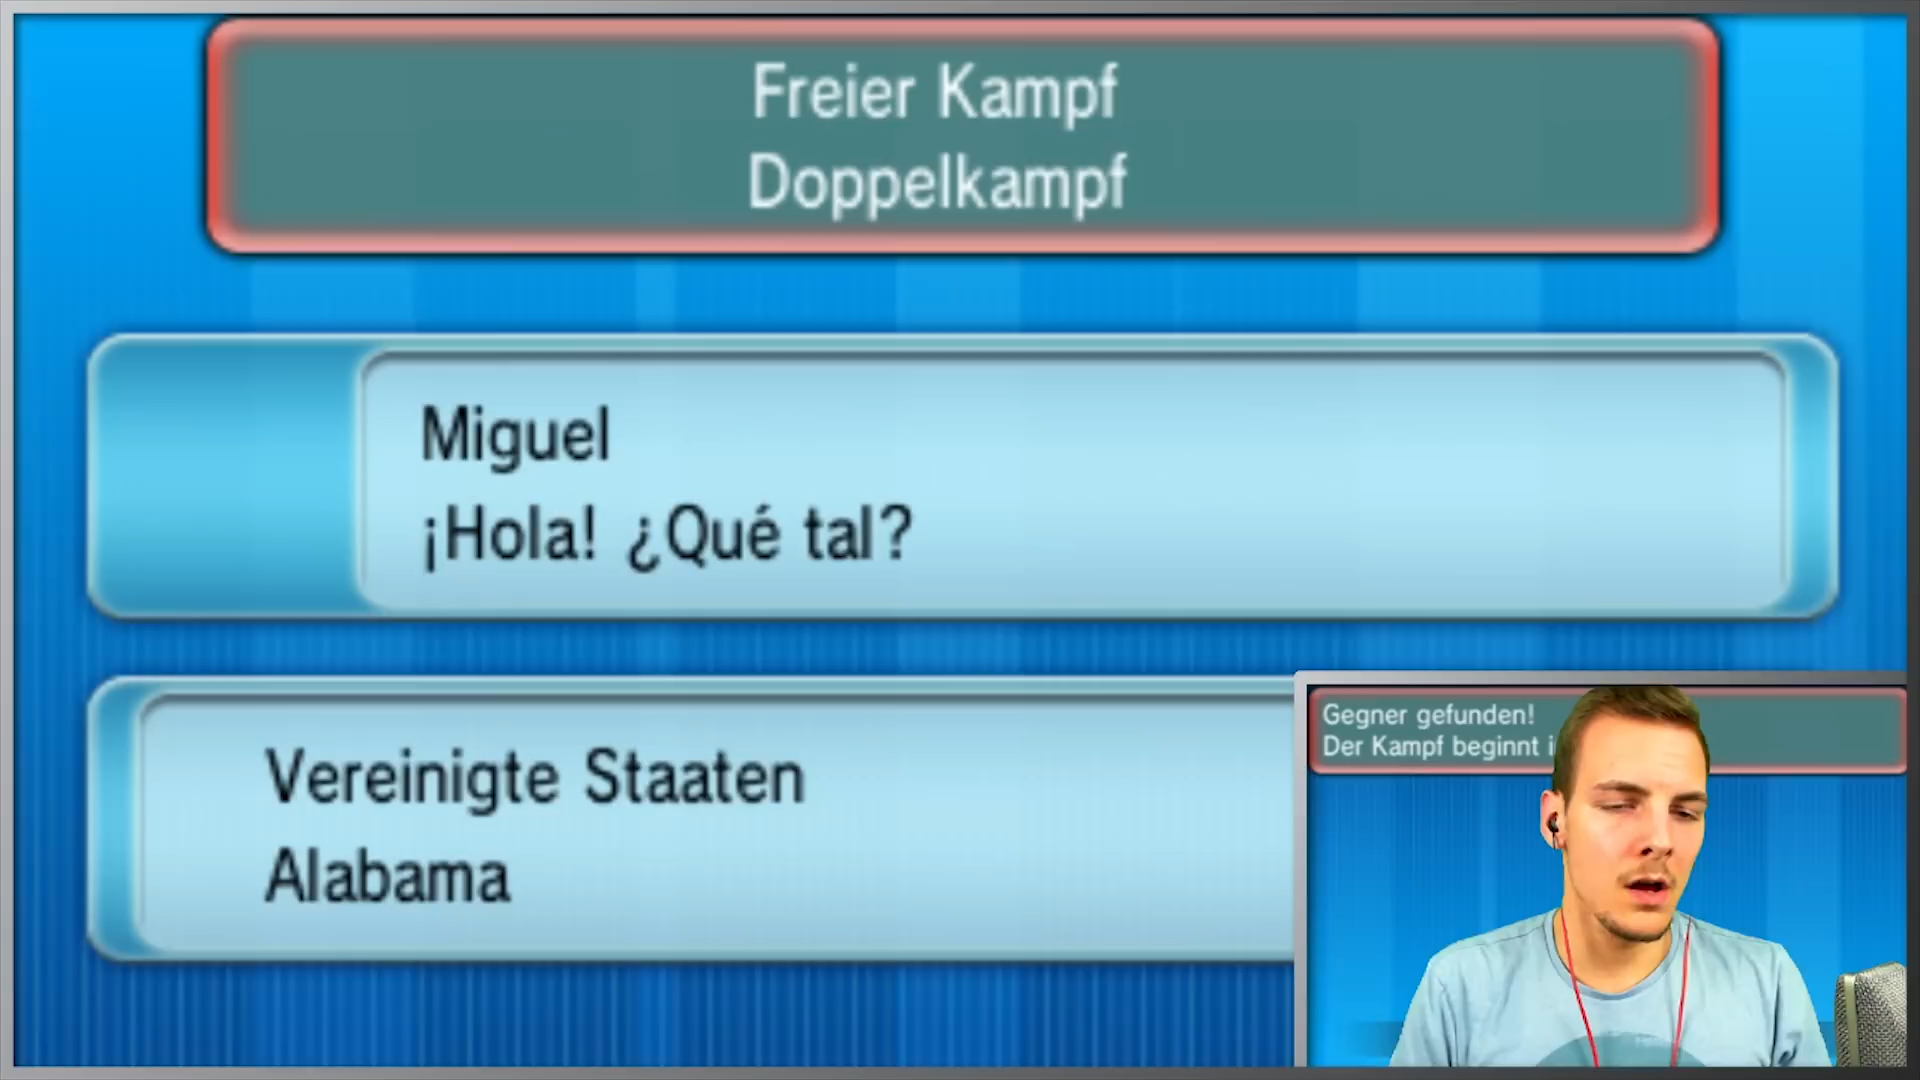 Freier Kampf
Doppelkampf
Miguel
¡Hola! ¿Qué tal?
Vereinigte Staaten
Alabama
Gegner gefunden!
Der Kampf beginnt